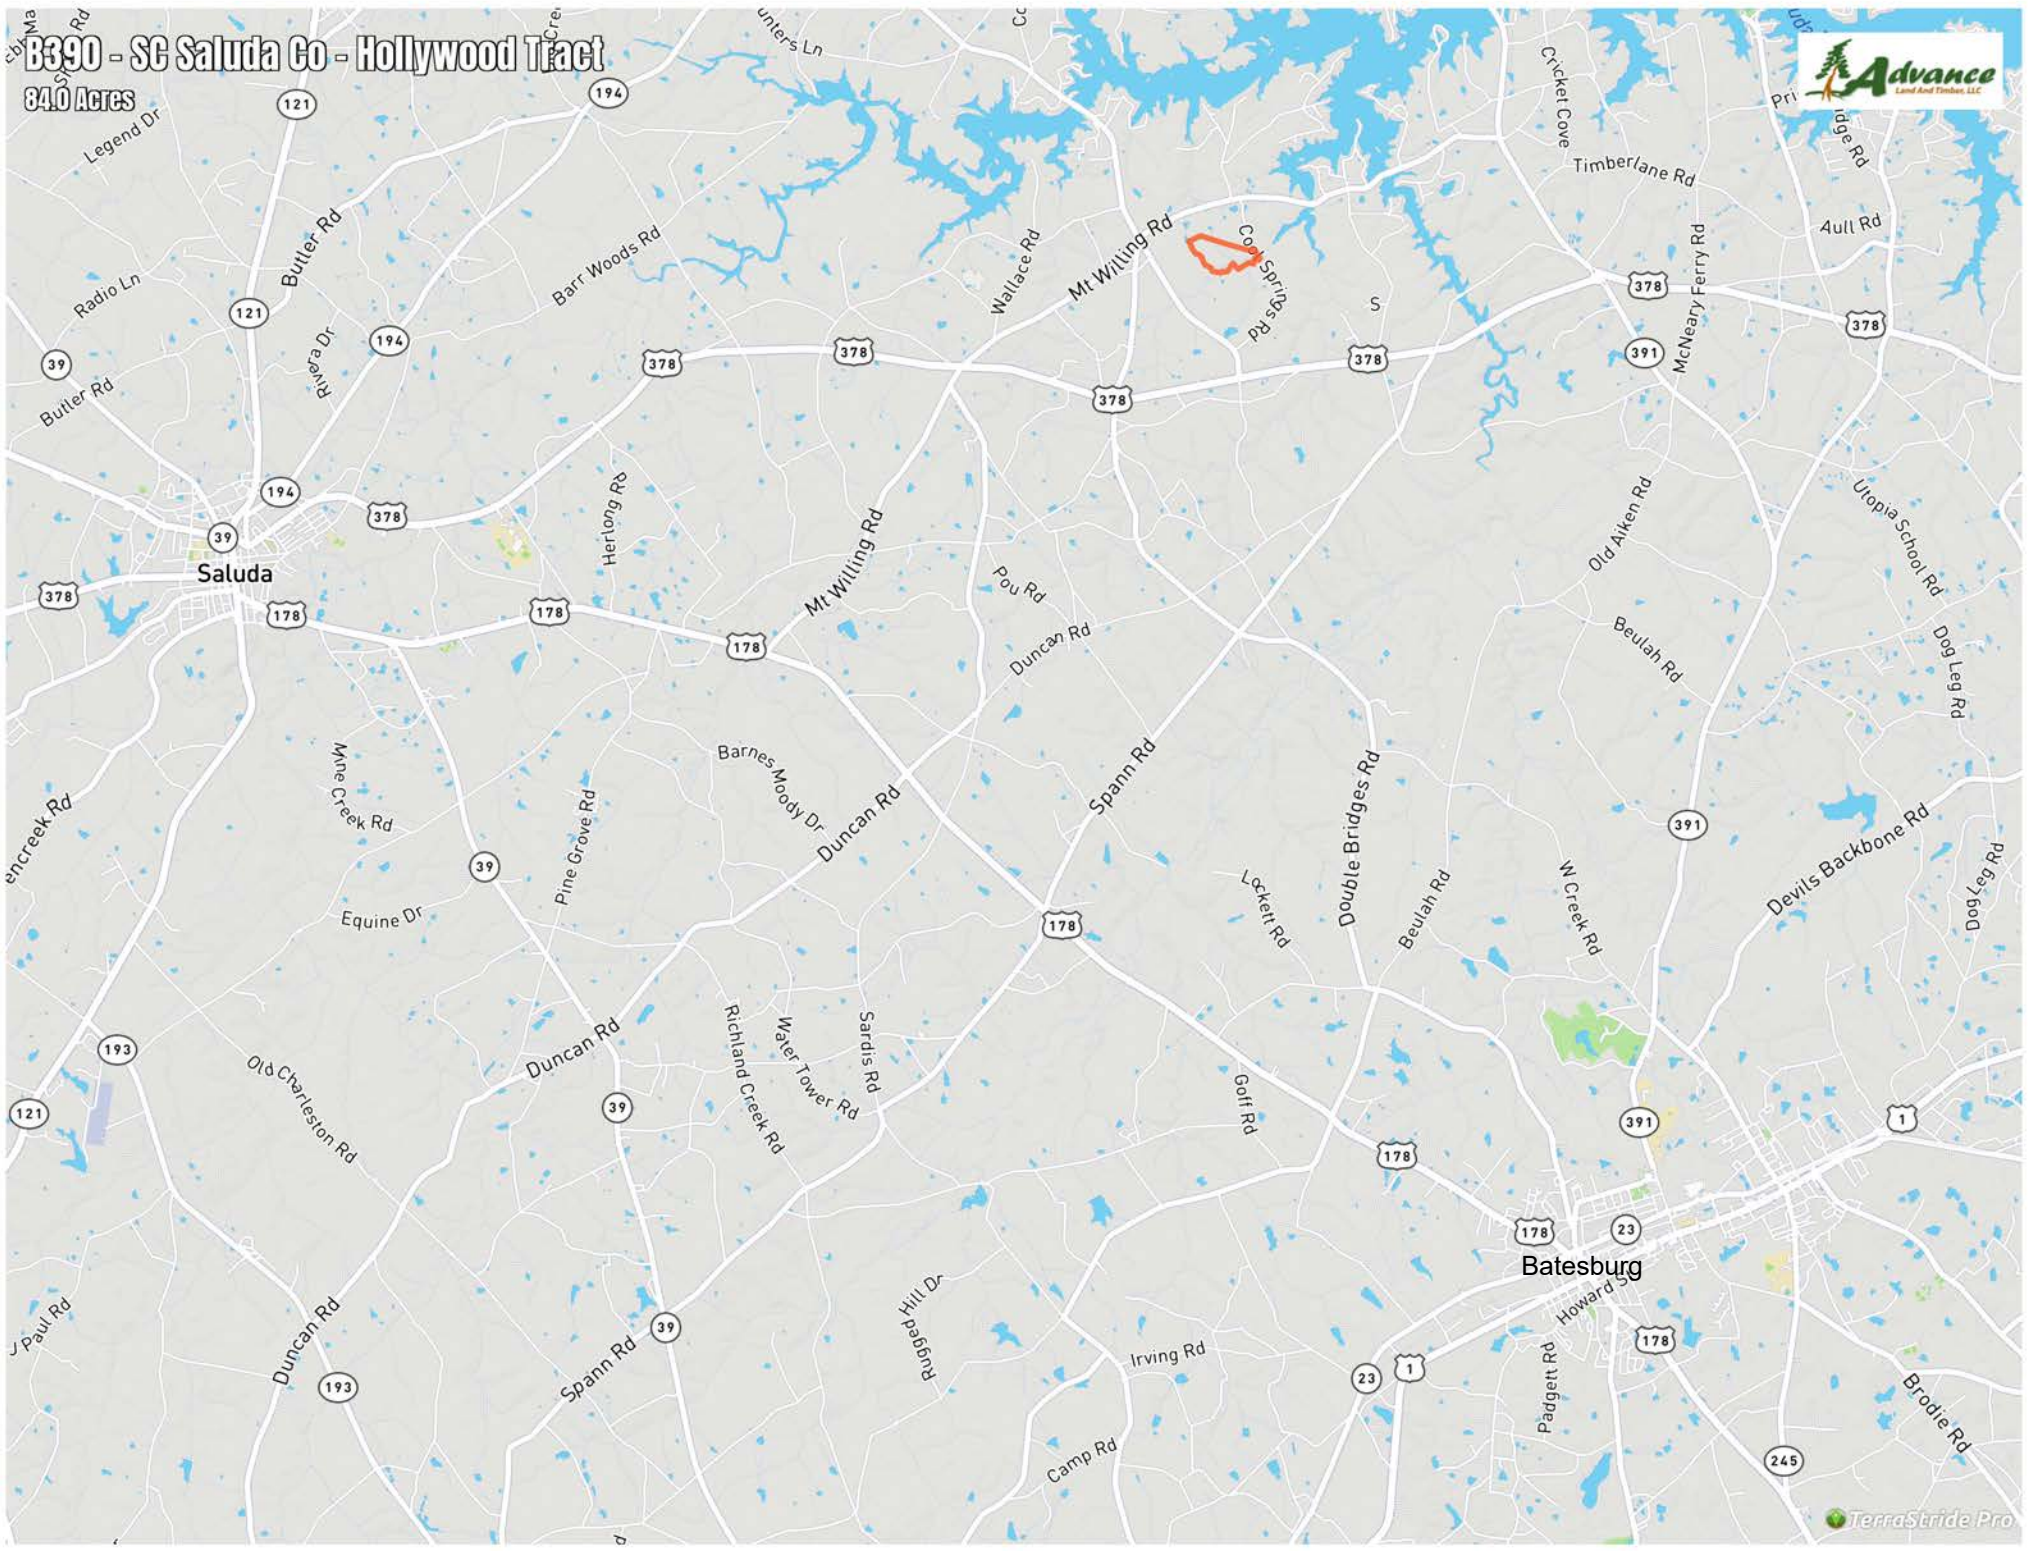 B390 - SC Saluda Co - Hollywood Tract
84.0 Acres
Advance
Land And Timber, LLC
unters Ln
194
121
Legend Dr
Cricket Cove
Timberlane Rd
idge Rd
Aull Rd
Butler Rd
Barr Woods Rd
Wallace Rd
Mt Willing Rd
Cool Springs Rd
McNeary Ferry Rd
Radio Ln
121
Rivera Dr
194
39
Butler Rd
378
378
378
378
378
378
391
S
194
39
378
Saluda
378
178
178
178
Herlong Rd
Mt Willing Rd
Pou Rd
Duncan Rd
Old Aiken Rd
Utopia School Rd
Beulah Rd
Dog Leg Rd
Myne Creek Rd
Barnes Moody Dr
Duncan Rd
Spann Rd
Double Bridges Rd
encreek Rd
39
Pine Grove Rd
391
Devils Backbone Rd
Dog Leg Rd
Equine Dr
178
Lockett Rd
Beulah Rd
W Creek Rd
193
Old Charleston Rd
Duncan Rd
Richland Creek Rd
Water Tower Rd
Sardis Rd
Goff Rd
121
39
391
1
178
178
23
Batesburg
Howard S
J Paul Rd
Duncan Rd
193
Spann Rd
39
Rugged Hill Dr
Irving Rd
23
1
178
Padgett Rd
Brodie Rd
Camp Rd
245
TerraStride Pro